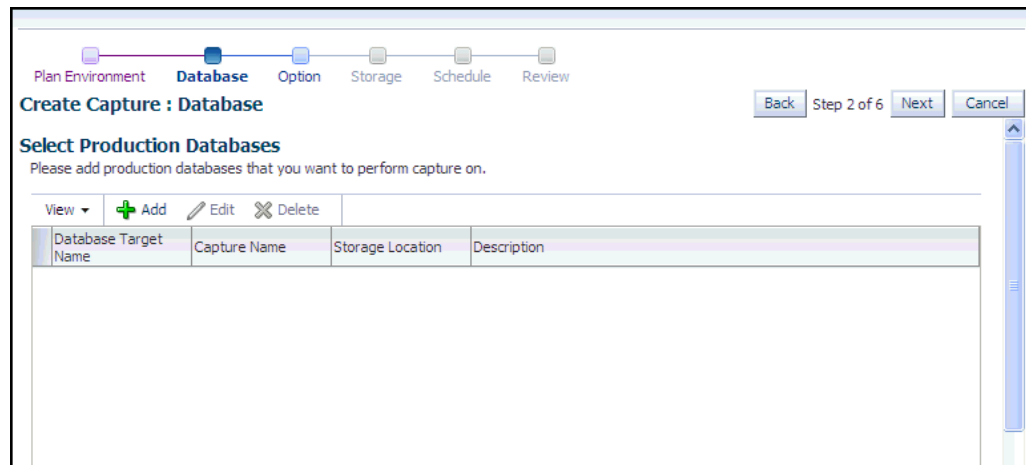 Plan Environment Database Option Storage Schedule Review
Create Capture : Database Back Step 2 of 6 Next Cancel
Select Production Databases
Please add production databases that you want to perform capture on.
View Add Edit Delete
Database Target Name Capture Name Storage Location Description